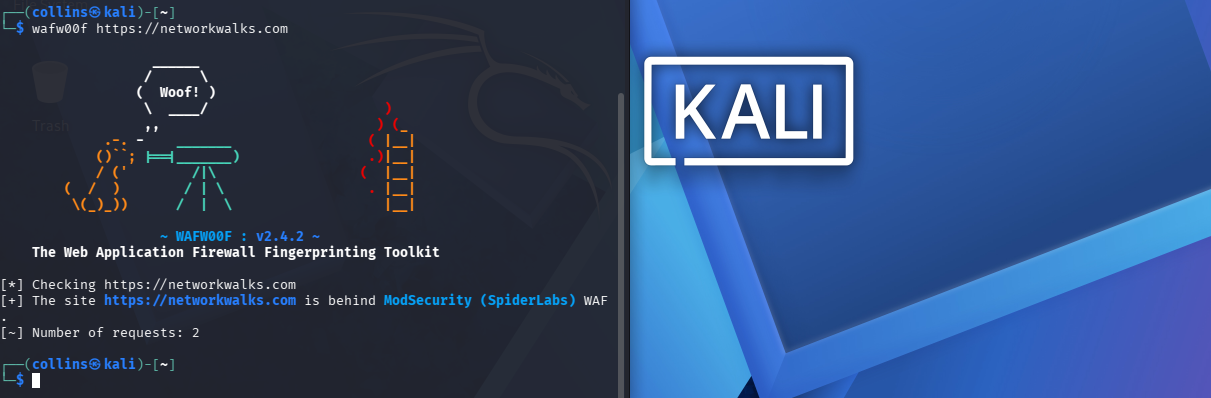 ┌──(collins㉿kali)-[~]
└─$ wafw00f https://networkwalks.com
Woof!
~ WAFW00F : v2.4.2 ~
The Web Application Firewall Fingerprinting Toolkit
[*] Checking https://networkwalks.com
[+] The site https://networkwalks.com is behind ModSecurity (SpiderLabs) WAF
.
[~] Number of requests: 2
┌──(collins㉿kali)-[~]
└─$
Trash
KALI